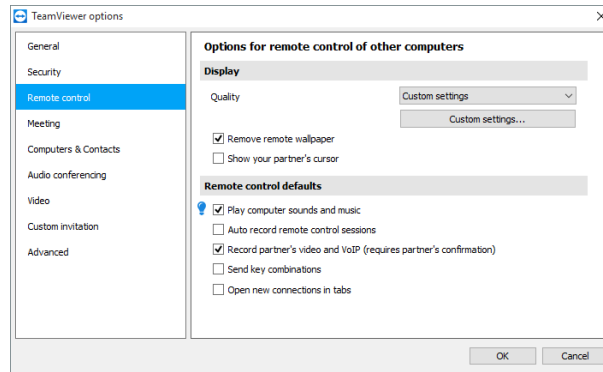 TeamViewer options
General
Security
Remote control
Meeting
Computers & Contacts
Audio conferencing
Video
Custom invitation
Advanced
Options for remote control of other computers
Display
Quality
Custom settings
Custom settings...
Remove remote wallpaper
Show your partner's cursor
Remote control defaults
Play computer sounds and music
Auto record remote control sessions
Record partner's video and VoIP (requires partner's confirmation)
Send key combinations
Open new connections in tabs
OK
Cancel